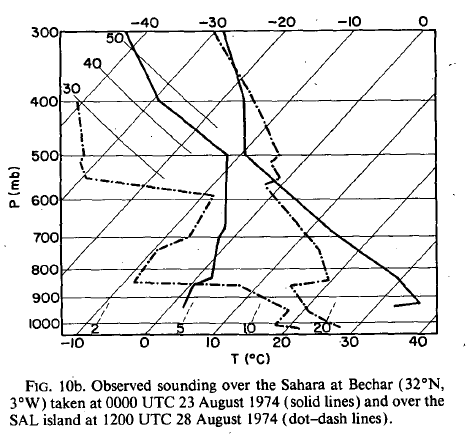 -40 -30 -20 -10 0
300
50
40
30
400
500
P (mb)
600
700
800
900
1000
2 5 10 20
-10 0 10 20 30 40
T (°C)
FIG. 10b. Observed sounding over the Sahara at Bechar (32°N,
3°W) taken at 0000 UTC 23 August 1974 (solid lines) and over the
SAL island at 1200 UTC 28 August 1974 (dot-dash lines).